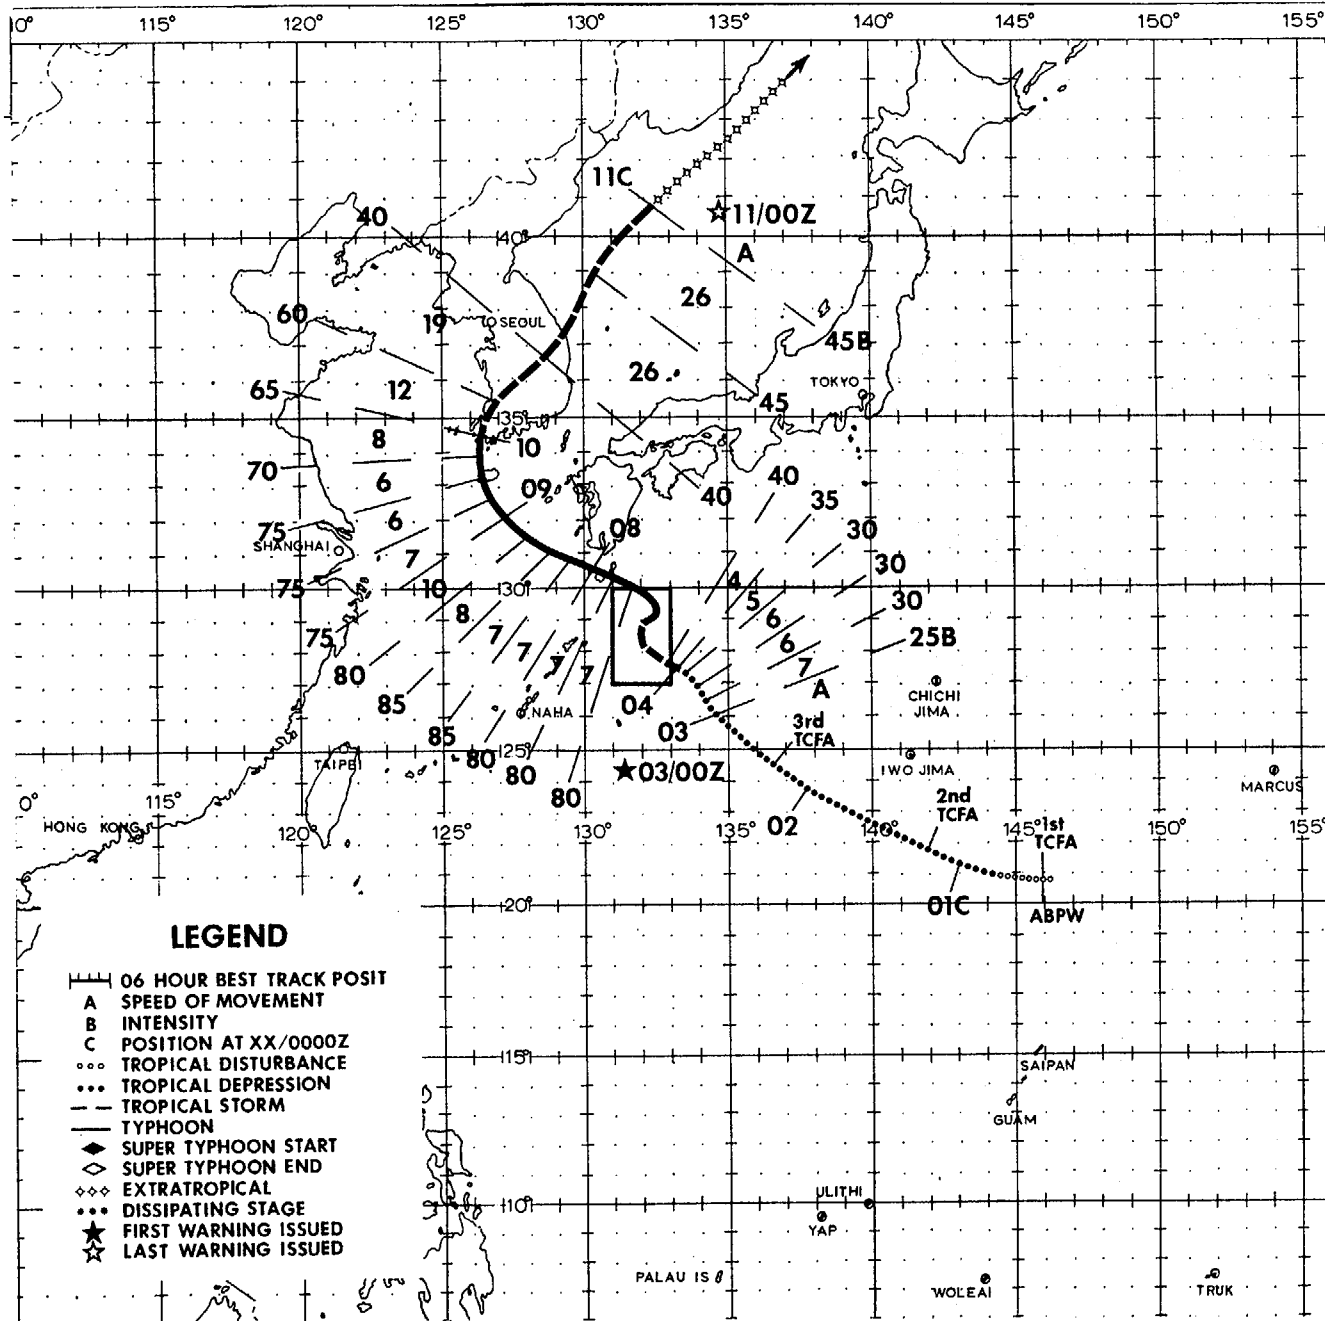 0° 115° 120° 125° 130° 135° 140° 145° 150° 155°
11C
11/00Z
40
40°
A
26
60
19
SEOUL
45B
26
TOKYO
65
12
45
35°
8
10
70
40
6
40
09
35
75
6
08
30
SHANGHAI
7
30
75
10
30°
4
5
30
8
6
75
7
6
25B
7
7
7
7
80
A
CHICHI
JIMA
85
04
NAHA
03
3rd
TCFA
85
25°
80
IWO JIMA
TAIPEI
80
03/00Z
MARCUS
80
2nd
TCFA
0° 115°
HONG KONG
120° 125° 130° 135° 140° 145° 150° 155°
02
1st
TCFA
01C
20°
ABPW
LEGEND
06 HOUR BEST TRACK POSIT
A SPEED OF MOVEMENT
B INTENSITY
C POSITION AT XX/0000Z
TROPICAL DISTURBANCE
TROPICAL DEPRESSION
TROPICAL STORM
TYPHOON
SUPER TYPHOON START
SUPER TYPHOON END
EXTRATROPICAL
DISSIPATING STAGE
FIRST WARNING ISSUED
LAST WARNING ISSUED
15°
SAIPAN
GUAM
10°
ULITHI
YAP
PALAU IS
WOLEAI
TRUK